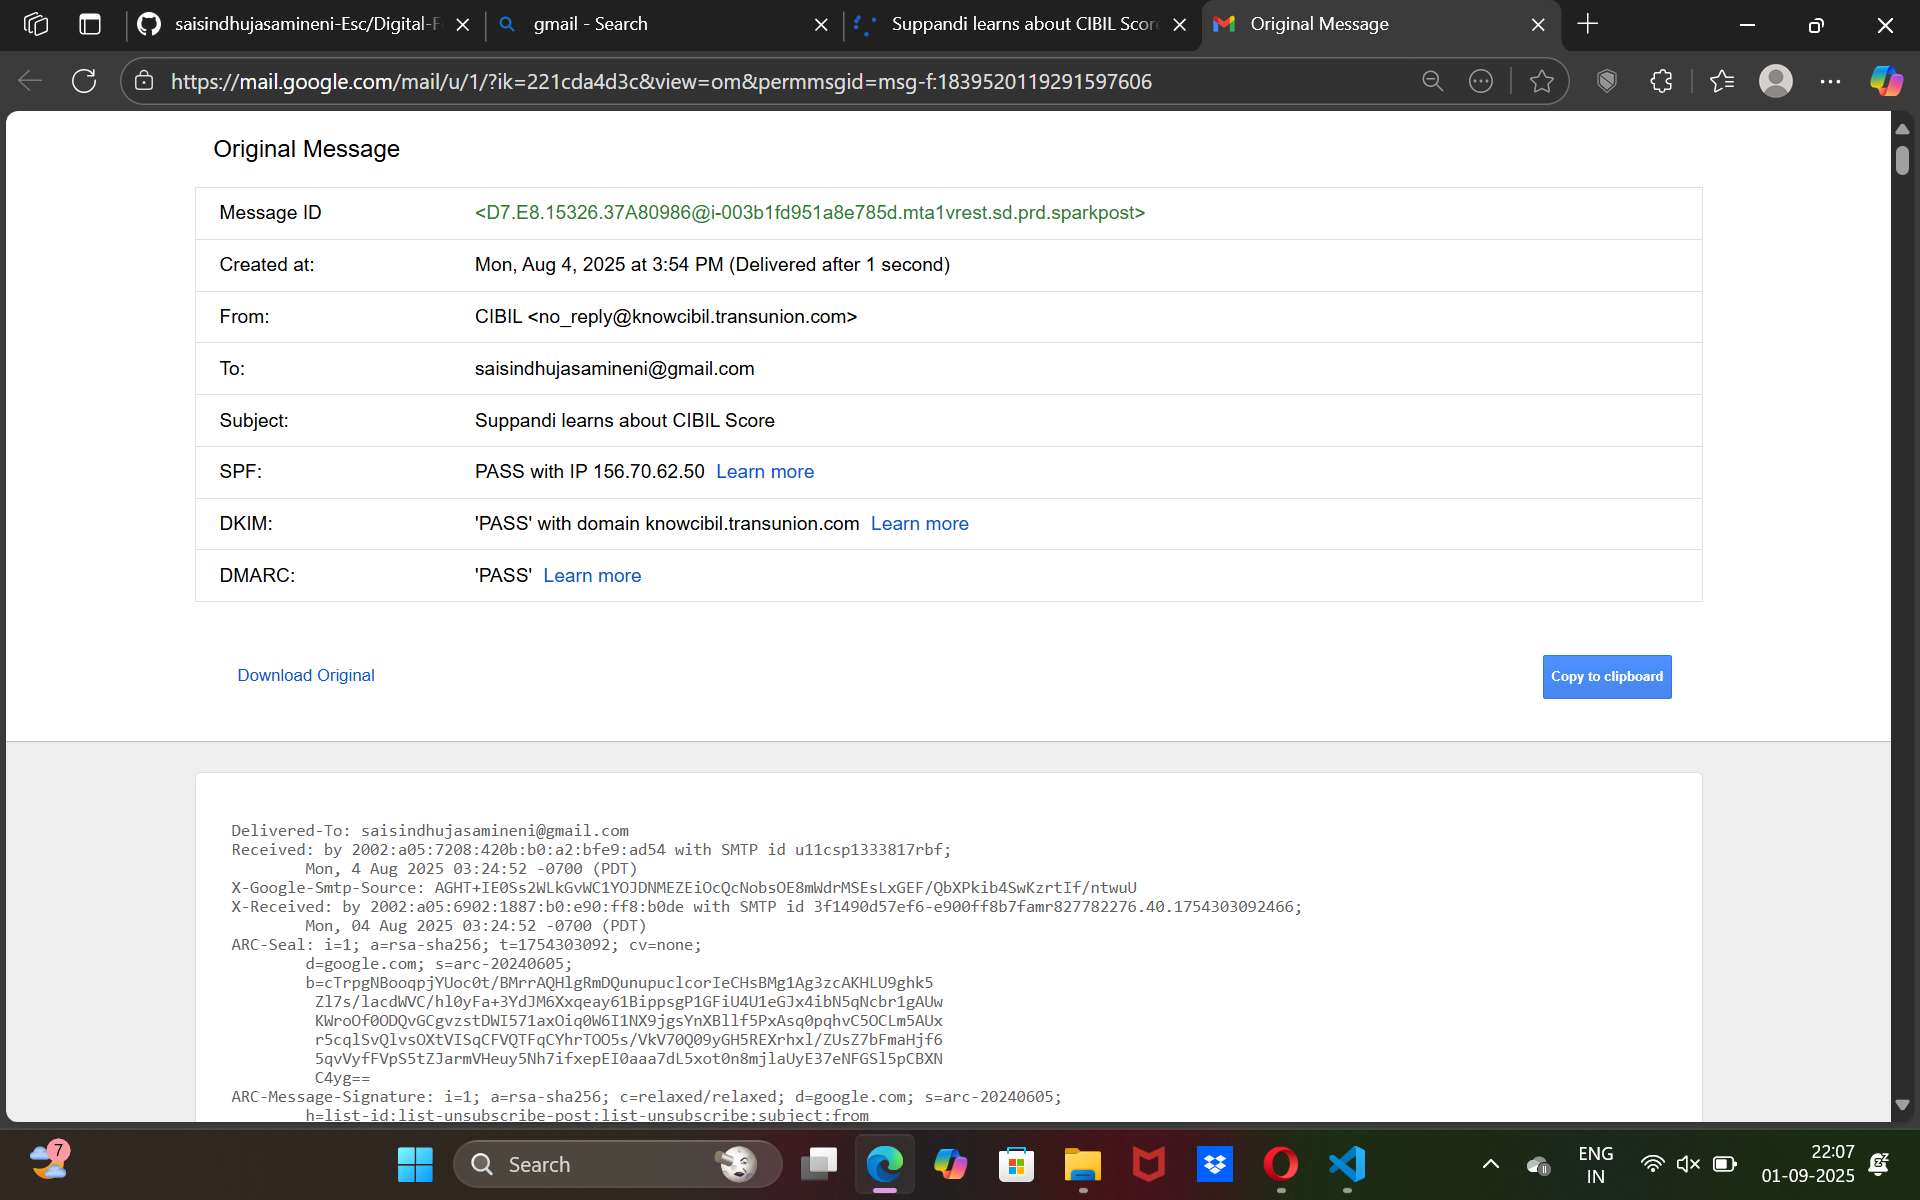 saisindhujasamineni-Esc/Digital-F
gmail - Search
Suppandi learns about CIBIL Score
Original Message
https://mail.google.com/mail/u/1/?ik=221cda4d3c&view=om&permmsgid=msg-f:1839520119291597606
Original Message
Message ID <D7.E8.15326.37A80986@i-003b1fd951a8e785d.mta1vrest.sd.prd.sparkpost>
Created at: Mon, Aug 4, 2025 at 3:54 PM (Delivered after 1 second)
From: CIBIL <no_reply@knowcibil.transunion.com>
To: saisindhujasamineni@gmail.com
Subject: Suppandi learns about CIBIL Score
SPF: PASS with IP 156.70.62.50 Learn more
DKIM: 'PASS' with domain knowcibil.transunion.com Learn more
DMARC: 'PASS' Learn more
Download Original
Copy to clipboard
Delivered-To: saisindhujasamineni@gmail.com
Received: by 2002:a05:7208:420b:b0:a2:bfe9:ad54 with SMTP id u11csp1333817rbf;
Mon, 4 Aug 2025 03:24:52 -0700 (PDT)
X-Google-Smtp-Source: AGHT+IE0Ss2WLkGvWC1YOJDNMEZEiOcQcNobsOE8mWdrMSEsLxGEF/QbXPkib4SwKzrtIf/ntwuU
X-Received: by 2002:a05:6902:1887:b0:e90:ff8:b0de with SMTP id 3f1490d57ef6-e900ff8b7famr827782276.40.1754303092466;
Mon, 04 Aug 2025 03:24:52 -0700 (PDT)
ARC-Seal: i=1; a=rsa-sha256; t=1754303092; cv=none;
d=google.com; s=arc-20240605;
b=cTrpgNBooqpjYUoc0t/BMrrAQHlgRmDQunupuclcorIeCHsBMg1Ag3zcAKHLU9ghk5
Zl7s/lacdWVC/hl0yFa+3YdJM6Xxqeay61BippsgP1GFiU4U1eGJx4ibN5qNcbr1gAUw
KWroOf0ODQvGCgvzstDWI571axOiq0W6I1NX9jgsYnXBllf5PxAsq0pqhvC5OCLm5AUx
r5cqlSvQlvsOXtVISqCFVQTFqCYhrTOO5s/VkV70Q09yGH5REXrhxl/ZUsZ7bFmaHjf6
5qvVyfFVpS5tZJarmVHeuy5Nh7ifxepEI0aaa7dL5xot0n8mjlaUyE37eNFGSl5pCBXN
C4yg==
ARC-Message-Signature: i=1; a=rsa-sha256; c=relaxed/relaxed; d=google.com; s=arc-20240605;
h=list-id:list-unsubscribe-post:list-unsubscribe:subject:from
7
Search
ENG
IN
22:07
01-09-2025